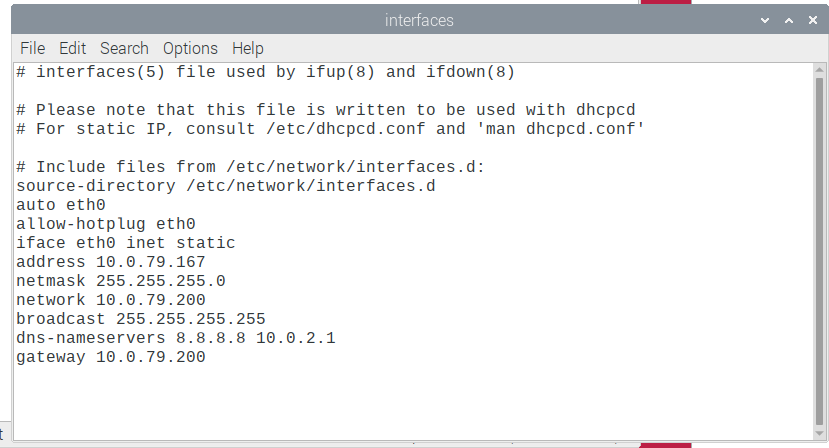 interfaces
File Edit Search Options Help
# interfaces(5) file used by ifup(8) and ifdown(8)
# Please note that this file is written to be used with dhcpcd
# For static IP, consult /etc/dhcpcd.conf and 'man dhcpcd.conf'
# Include files from /etc/network/interfaces.d:
source-directory /etc/network/interfaces.d
auto eth0
allow-hotplug eth0
iface eth0 inet static
address 10.0.79.167
netmask 255.255.255.0
network 10.0.79.200
broadcast 255.255.255.255
dns-nameservers 8.8.8.8 10.0.2.1
gateway 10.0.79.200